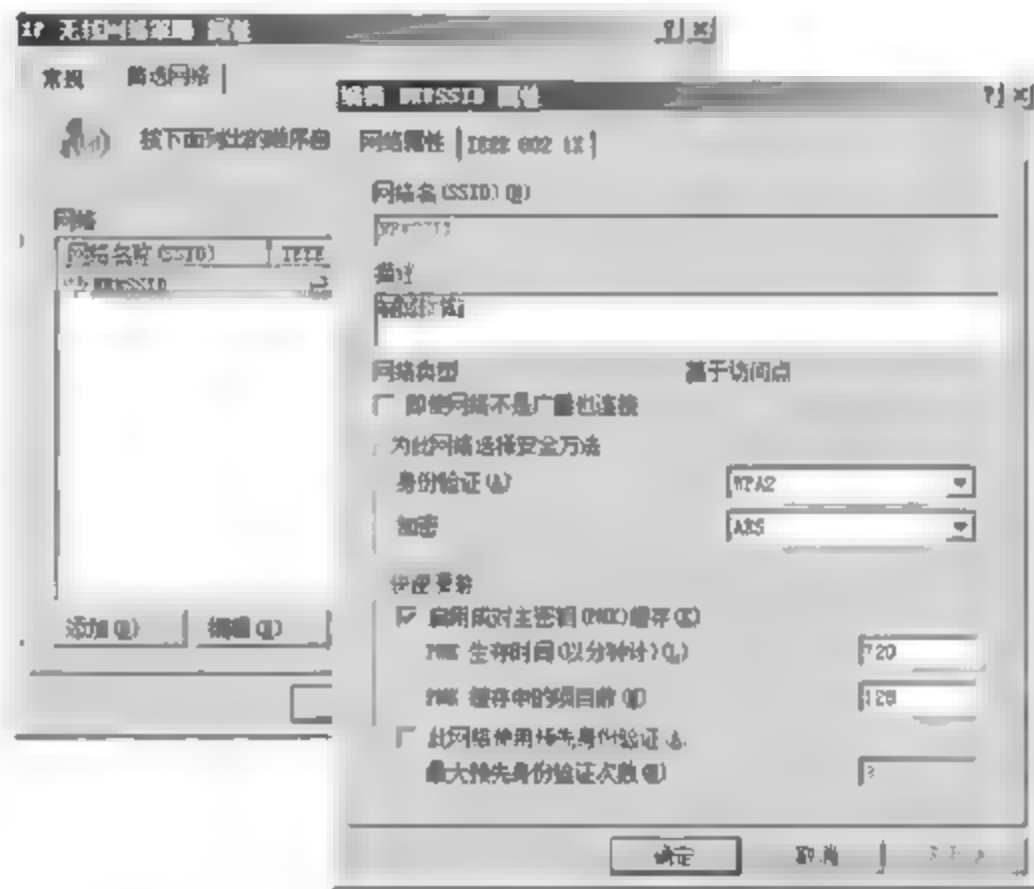 无线网络策略 属性
常规 首选网络
按下面列出的顺序自
网络
网络名称(SSID) IEEE
编辑 属性
网络属性 IEEE 802.1X
网络名(SSID)(N)
描述
网络类型 基于访问点
即使网络不是广播也连接
为此网络选择安全方法
身份验证(A) WPA2
加密 AES
快速更新
启用成对主密钥(PMK)缓存(K)
PMK 生存时间(以分钟计)(L) 720
PMK 缓存中的项目前 128
此网络使用预先身份验证
最大预先身份验证次数 3
添加 编辑
确定 取消